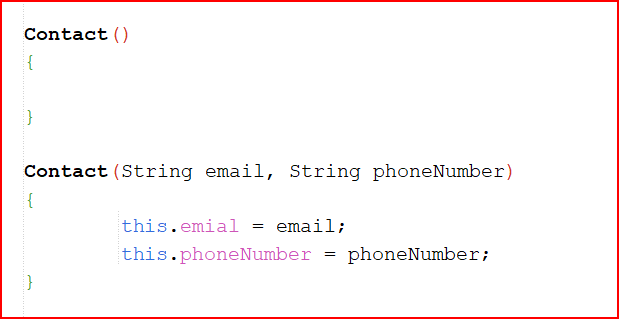 Contact()
{
}
Contact(String email, String phoneNumber)
{
this.emial = email;
this.phoneNumber = phoneNumber;
}